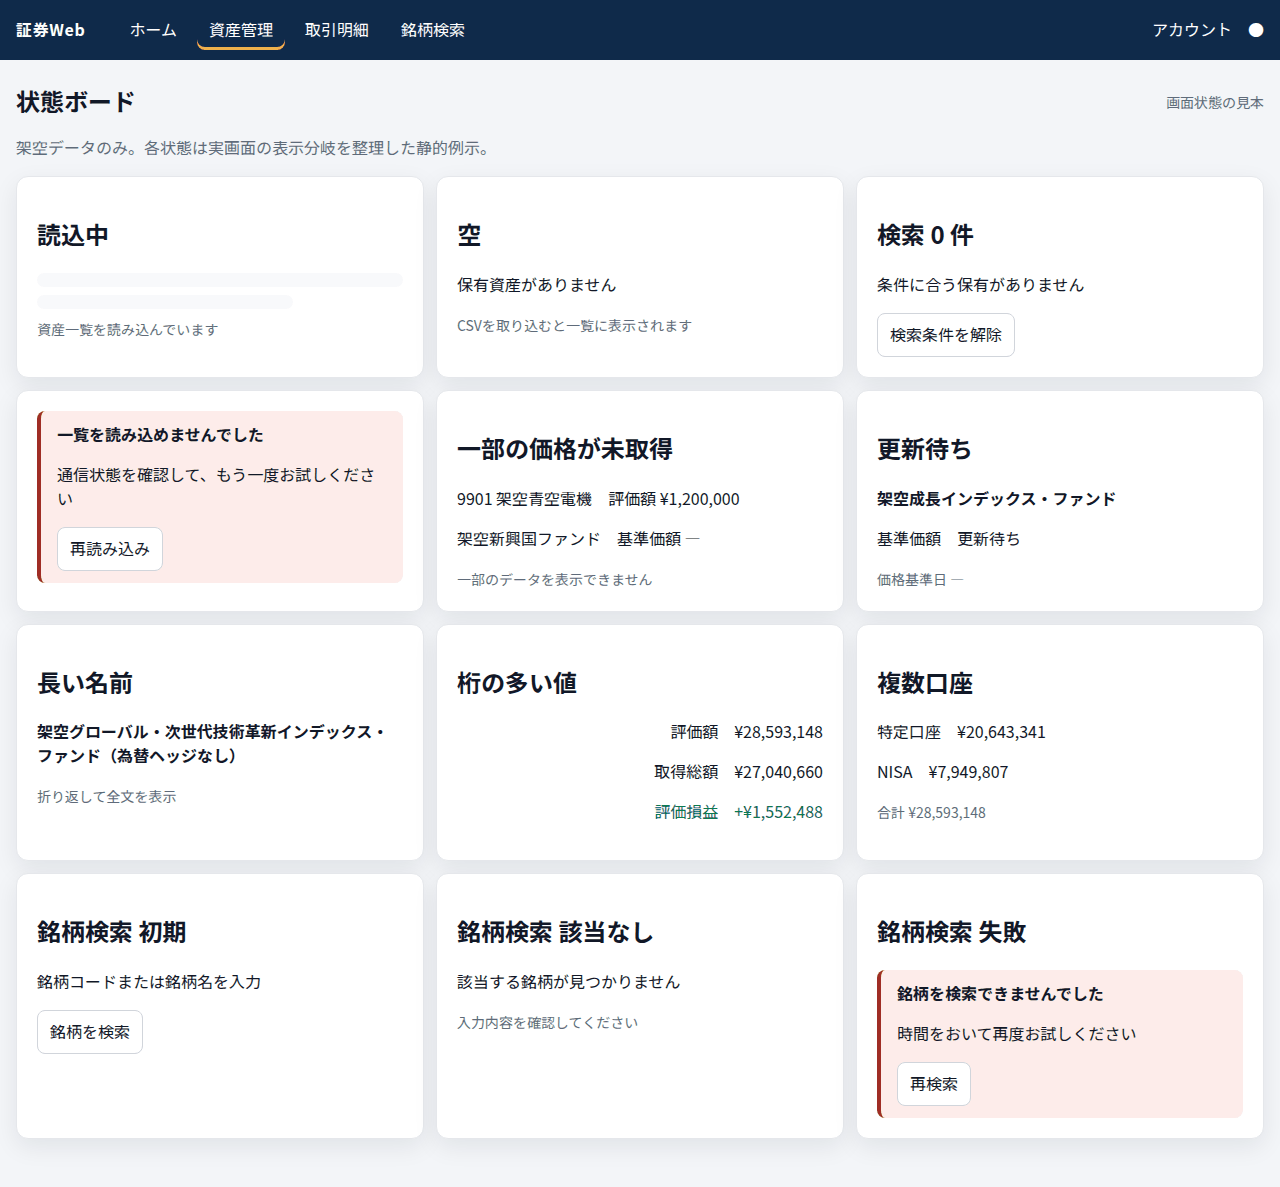 証券Web ホーム 資産管理 取引明細 銘柄検索 アカウント
状態ボード 画面状態の見本
架空データのみ。各状態は実画面の表示分岐を整理した静的例示。
読込中
資産一覧を読み込んでいます
空
保有資産がありません
CSVを取り込むと一覧に表示されます
検索 0 件
条件に合う保有がありません
検索条件を解除
一覧を読み込めませんでした
通信状態を確認して、もう一度お試しくださ
い
再読み込み
一部の価格が未取得
9901 架空青空電機 評価額 ¥1,200,000
架空新興国ファンド 基準価額 —
一部のデータを表示できません
更新待ち
架空成長インデックス・ファンド
基準価額 更新待ち
価格基準日 —
長い名前
架空グローバル・次世代技術革新インデックス・
ファンド（為替ヘッジなし）
折り返して全文を表示
桁の多い値
評価額 ¥28,593,148
取得総額 ¥27,040,660
評価損益 +¥1,552,488
複数口座
特定口座 ¥20,643,341
NISA ¥7,949,807
合計 ¥28,593,148
銘柄検索 初期
銘柄コードまたは銘柄名を入力
銘柄を検索
銘柄検索 該当なし
該当する銘柄が見つかりません
入力内容を確認してください
銘柄検索 失敗
銘柄を検索できませんでした
時間をおいて再度お試しください
再検索